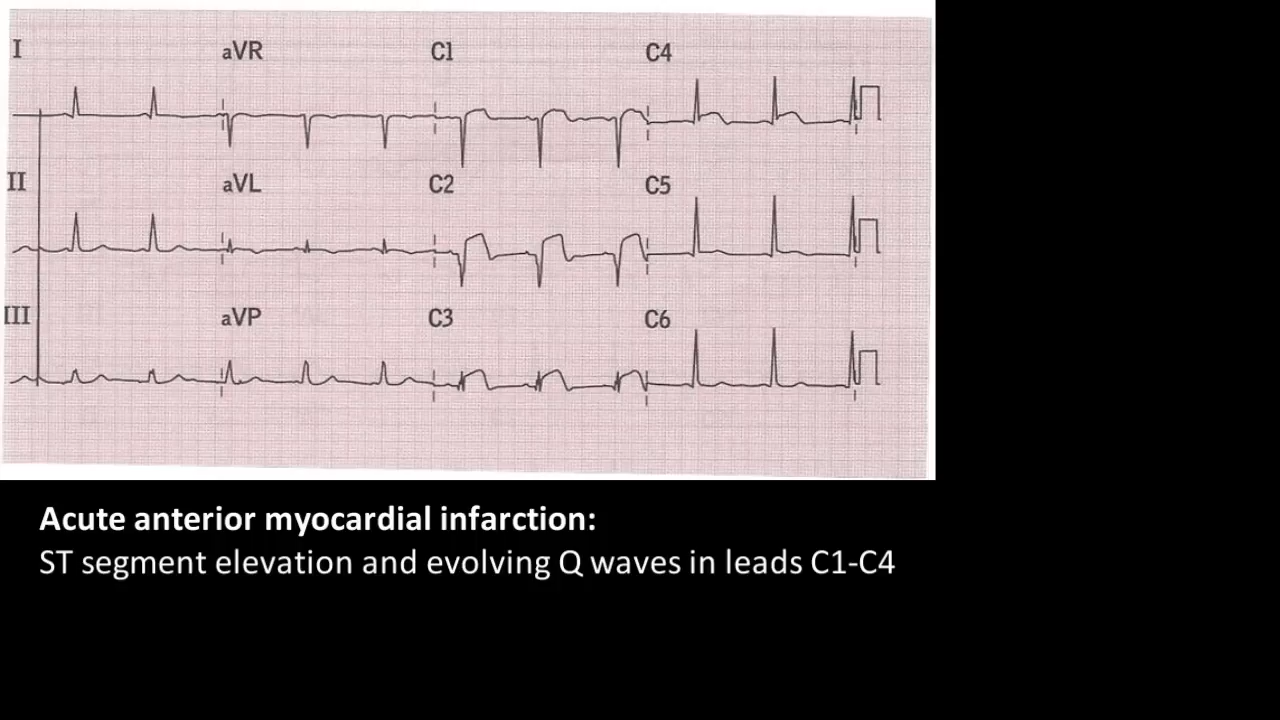 I aVR C1 C4
II aVL C2 C5
III aVP C3 C6
Acute anterior myocardial infarction:
ST segment elevation and evolving Q waves in leads C1-C4